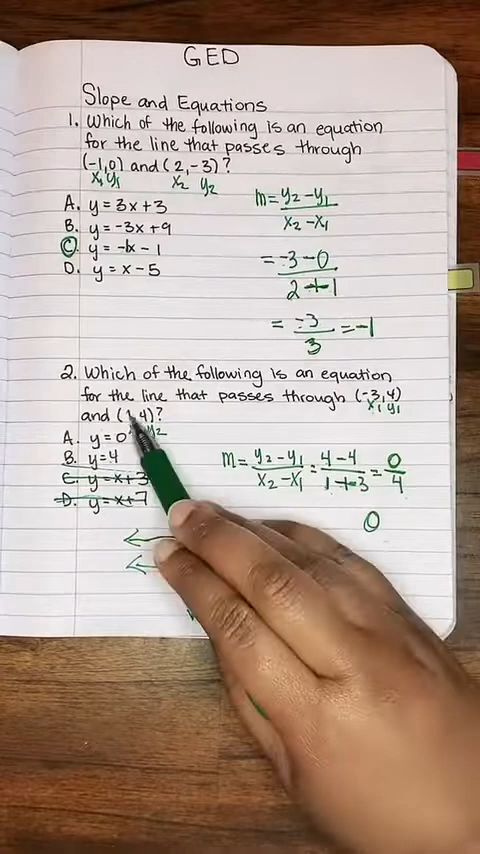 GED
Slope and Equations
1. Which of the following is an equation
for the line that passes through
(-1,0) and (2,-3)?
x₁ y₁ x₂ y₂
A. y=3x+3
B. y=-3x+9
C. y=-1x-1
D. y=x-5
m=y₂-y₁
x₂-x₁
=-3-0
2+1
=-3
3
=-1
2. Which of the following is an equation
for the line that passes through (-3,4)
x₁ y₁
and (1,4)?
y₂
A. y=0
B. y=4
C. y=x+3
D. y=x+7
m=y₂-y₁=4-4=0
x₂-x₁ 1+3 4
0